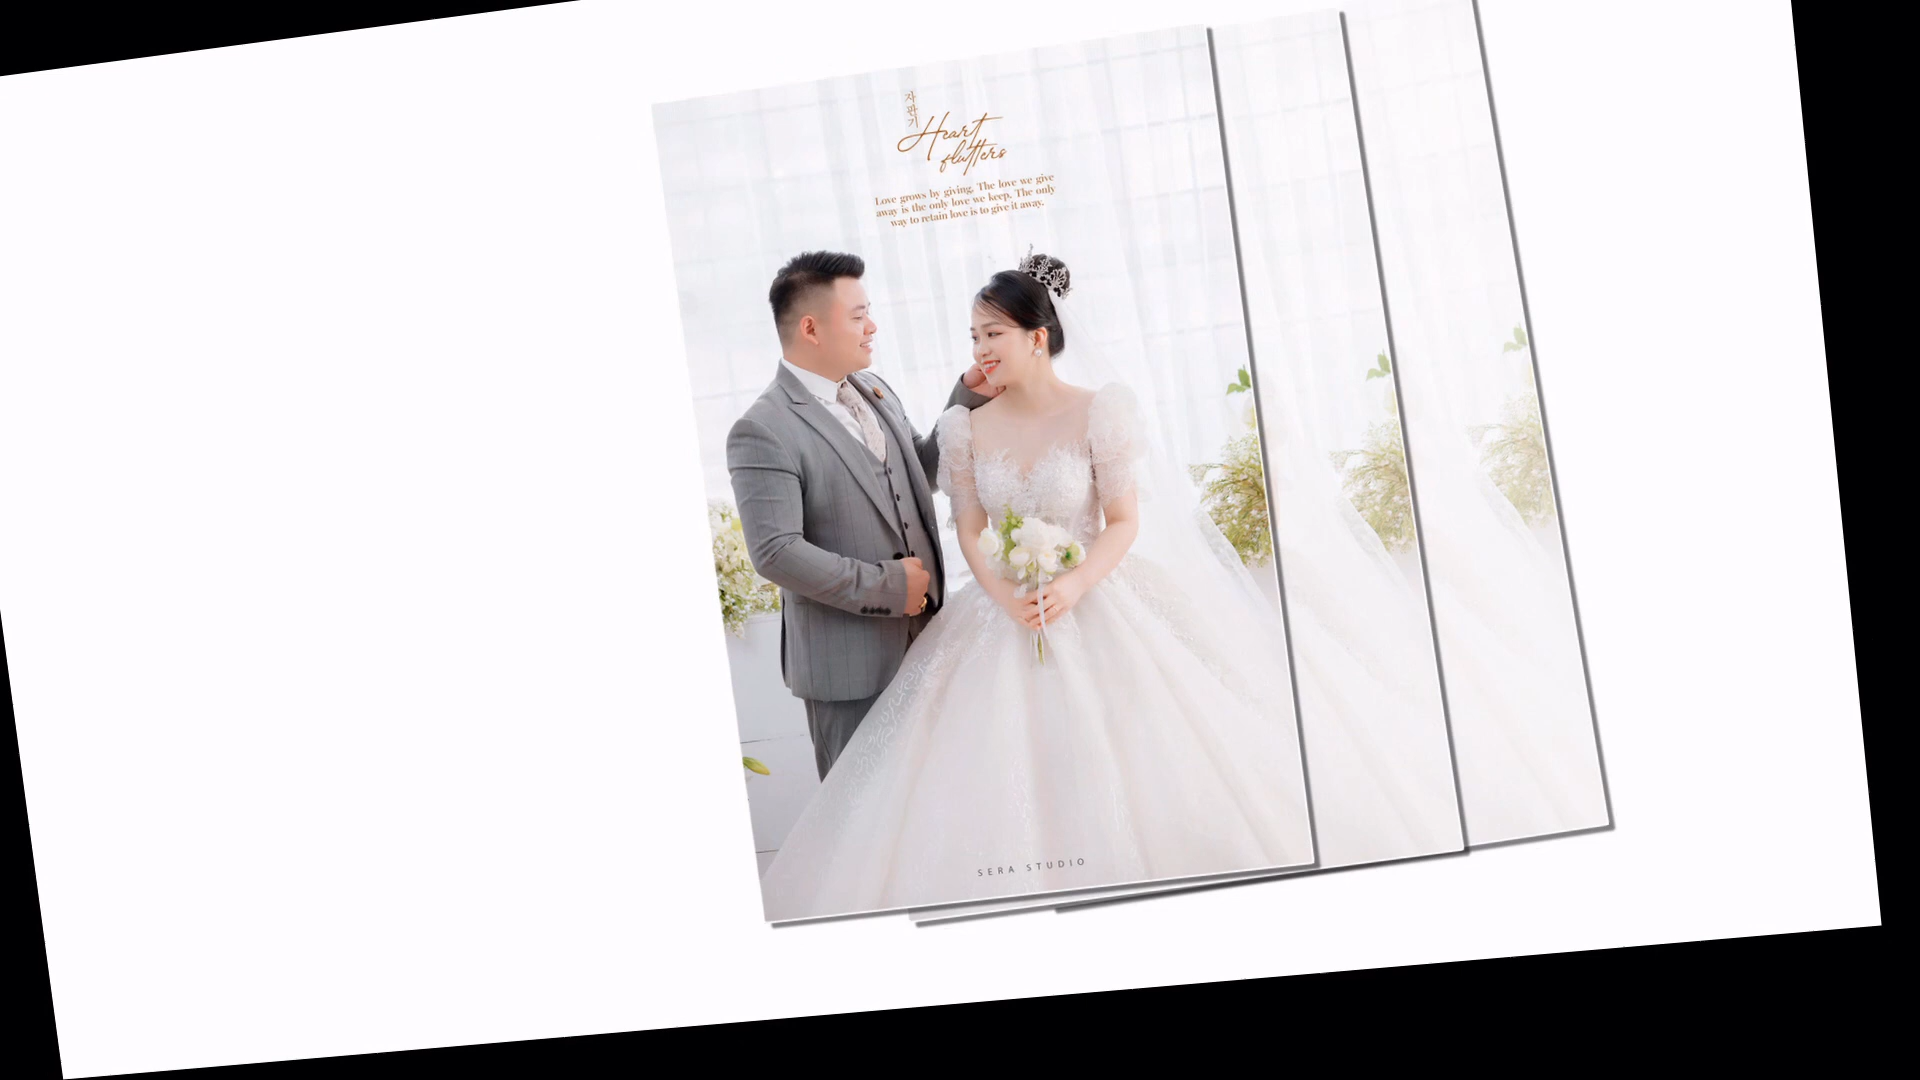 자
판
기
Heart
flutters
Love grows by giving. The love we give
away is the only love we keep. The only
way to retain love is to give it away.
SERA STUDIO